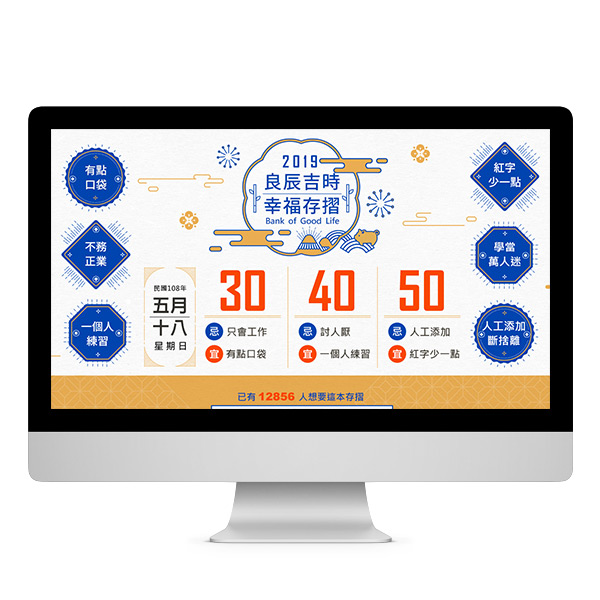 2019
良辰吉時
幸福存摺
Bank of Good Life
有點
口袋
不務
正業
一個人
練習
紅字
少一點
學當
萬人迷
人工添加
斷捨離
民國108年
五月
十八
星期日
30
忌 只會工作
宜 有點口袋
40
忌 討人厭
宜 一個人練習
50
忌 人工添加
宜 紅字少一點
已有 12856 人想要這本存摺